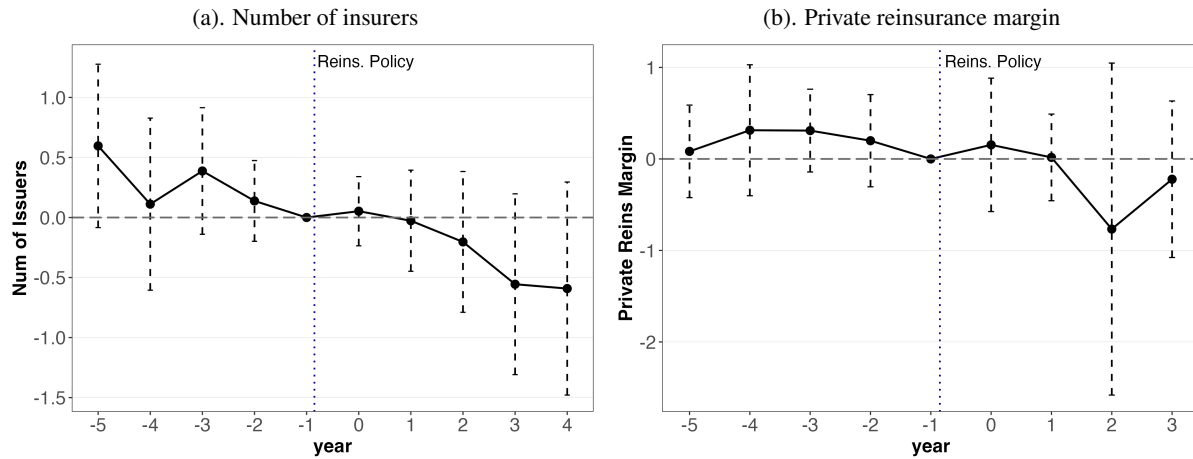 (a). Number of insurers
Reins. Policy
Num of Issuers
1.0
0.5
0.0
-0.5
-1.0
-1.5
-5 -4 -3 -2 -1 0 1 2 3 4
year
(b). Private reinsurance margin
Reins. Policy
Private Reins Margin
1
0
-1
-2
-5 -4 -3 -2 -1 0 1 2 3
year